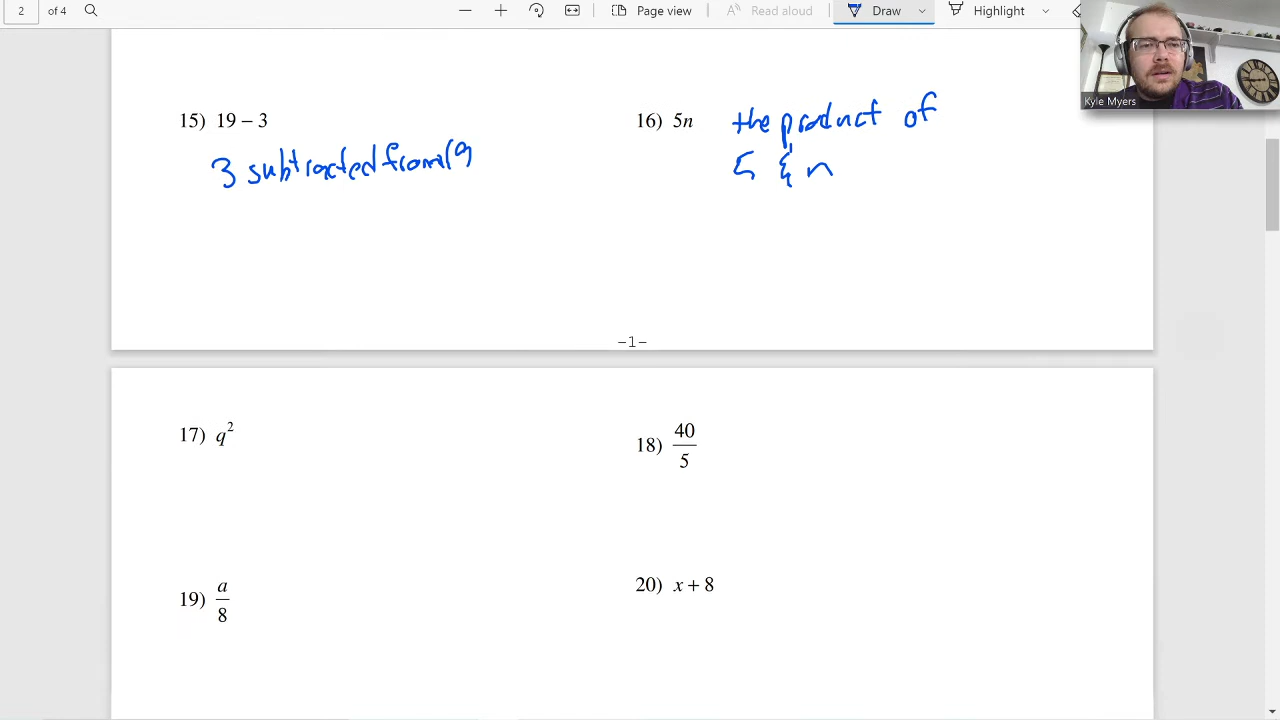 2 of 4 Page view Read aloud Draw Highlight
Kyle Myers
15) 19 − 3
3 subtracted from 19
16) 5n the product of
5 & n
-1-
17) q²
18) 40/5
19) a/8
20) x + 8